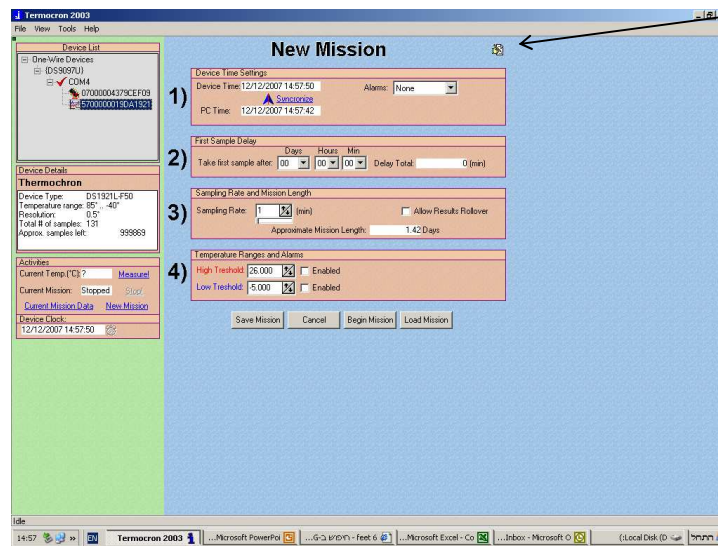 Termocron 2003
File View Tools Help
Device List
One-Wire Devices
(DS9097U)
COM4
07000004379CEF09
5700000019DA1921
Device Details
Thermochron
Device Type: DS1921L-F50
Temperature range: 85° .. -40°
Resolution: 0.5°
Total # of samples: 131
Approx. samples left: 999869
Activities
Current Temp.(°C): ? Measure!
Current Mission: Stopped Stop!
Current Mission Data New Mission
Device Clock:
12/12/2007 14:57:50
New Mission
1)
Device Time Settings
Device Time: 12/12/2007 14:57:50 Alarms: None
Syncronize
PC Time: 12/12/2007 14:57:42
2)
First Sample Delay
Days Hours Min
Take first sample after: 00 00 00 Delay Total: 0 (min)
3)
Sampling Rate and Mission Length
Sampling Rate: 1 (min) Allow Results Rollover
Approximate Mission Length: 1.42 Days
4)
Temperature Ranges and Alarms
High Treshold: 26.000 Enabled
Low Treshold: -5.000 Enabled
Save Mission Cancel Begin Mission Load Mission
Idle
14:57 » EN Termocron 2003 ...Microsoft PowerPoi ...G-חמישוב - feet 6 ...Microsoft Excel - Co ...Inbox - Microsoft O (:Local Disk (D התחל